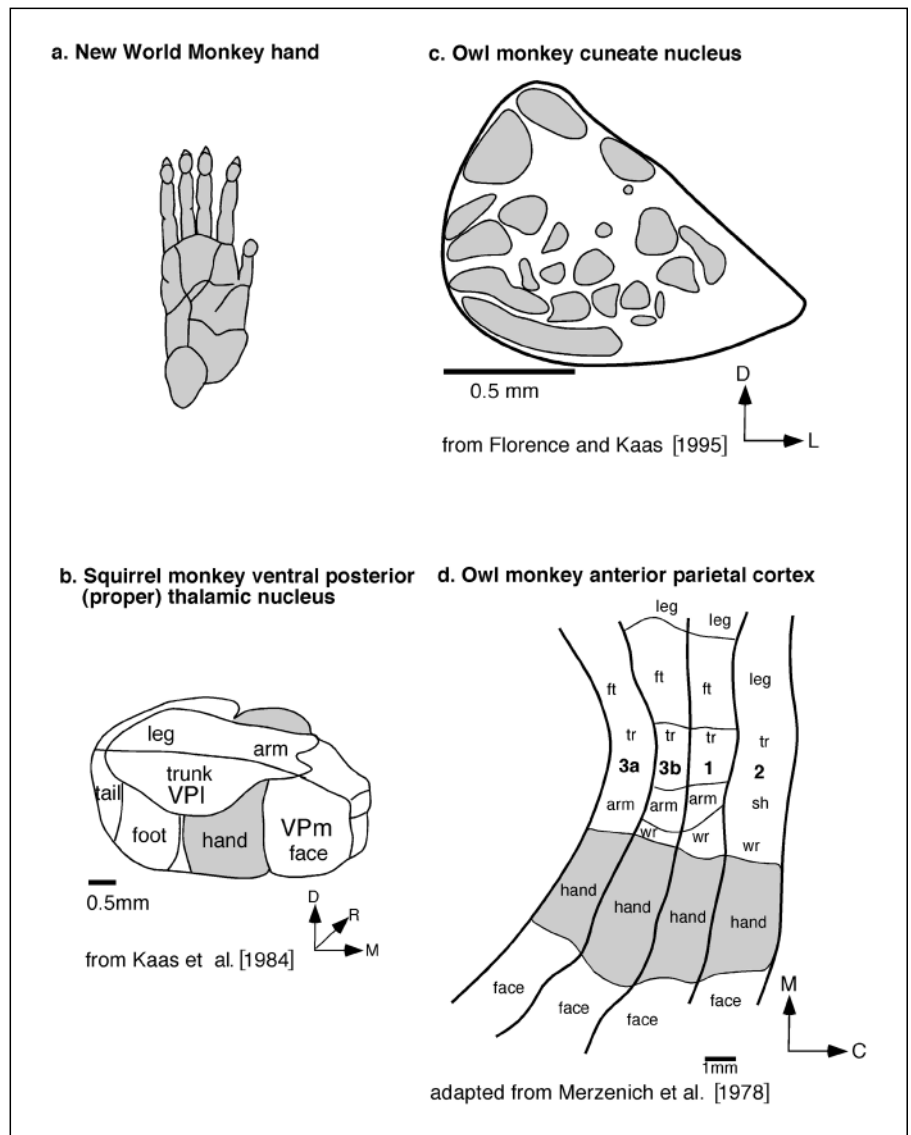 a. New World Monkey hand
c. Owl monkey cuneate nucleus
0.5 mm
D
L
from Florence and Kaas [1995]
b. Squirrel monkey ventral posterior
(proper) thalamic nucleus
leg
arm
trunk
VPl
tail
foot
hand
VPm
face
0.5mm
D
R
M
from Kaas et al. [1984]
d. Owl monkey anterior parietal cortex
leg
leg
ft
ft
ft
leg
tr
tr
tr
tr
3a
3b
1
2
arm
arm
arm
sh
wr
wr
wr
hand
hand
hand
hand
face
face
face
face
M
C
1mm
adapted from Merzenich et al. [1978]